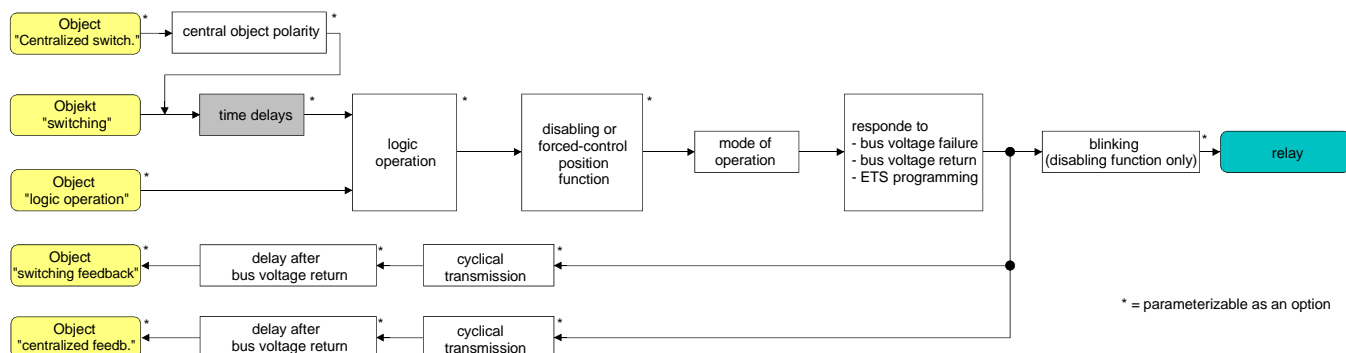 Object
"Centralized switch."
*
central object polarity
*
Objekt
"switching"
time delays
*
logic
operation
*
disabling or
forced-control
position
function
*
mode of
operation
responde to
- bus voltage failure
- bus voltage return
- ETS programming
blinking
(disabling function only)
*
relay
Object
"logic operation"
*
Object
"switching feedback"
*
delay after
bus voltage return
*
cyclical
transmission
*
Object
"centralized feedb."
*
delay after
bus voltage return
*
cyclical
transmission
*
* = parameterizable as an option